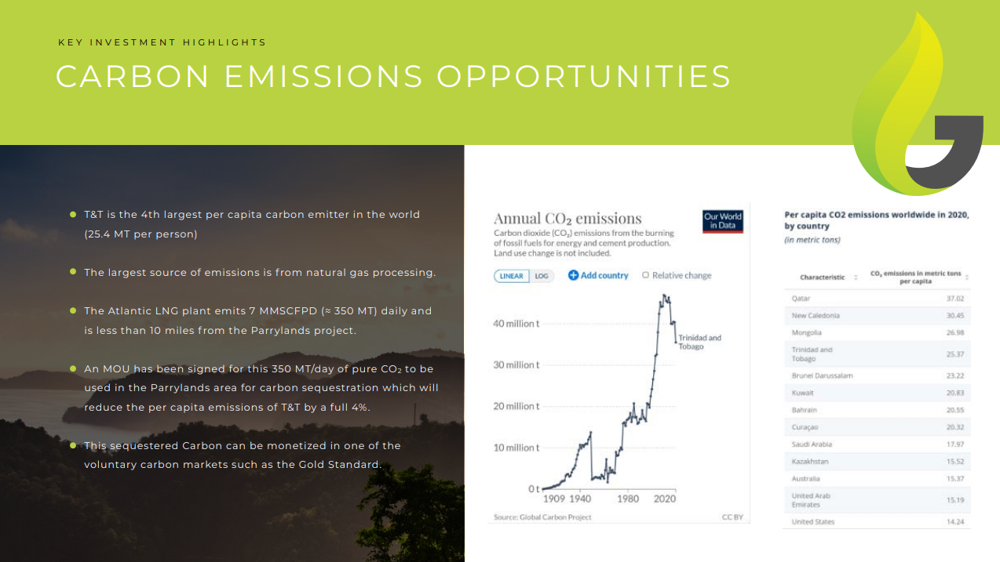 KEY INVESTMENT HIGHLIGHTS
CARBON EMISSIONS OPPORTUNITIES
T&T is the 4th largest per capita carbon emitter in the world
(25.4 MT per person)
The largest source of emissions is from natural gas processing.
The Atlantic LNG plant emits 7 MMSCFPD (≈ 350 MT) daily and
is less than 10 miles from the Parrylands project.
An MOU has been signed for this 350 MT/day of pure CO₂ to be
used in the Parrylands area for carbon sequestration which will
reduce the per capita emissions of T&T by a full 4%.
This sequestered Carbon can be monetized in one of the
voluntary carbon markets such as the Gold Standard.
Annual CO₂ emissions
Our World
in Data
Carbon dioxide (CO₂) emissions from the burning
of fossil fuels for energy and cement production.
Land use change is not included.
LINEAR LOG Add country Relative change
40 million t
30 million t
20 million t
10 million t
0 t
Trinidad and
Tobago
1909 1940 1980 2020
Source: Global Carbon Project CC BY
Per capita CO2 emissions worldwide in 2020,
by country
(in metric tons)
Characteristic CO₂ emissions in metric tons
per capita
Qatar 37.02
New Caledonia 30.45
Mongolia 26.98
Trinidad and
Tobago 25.37
Brunei Darussalam 23.22
Kuwait 20.83
Bahrain 20.55
Curaçao 20.32
Saudi Arabia 17.97
Kazakhstan 15.52
Australia 15.37
United Arab
Emirates 15.19
United States 14.24